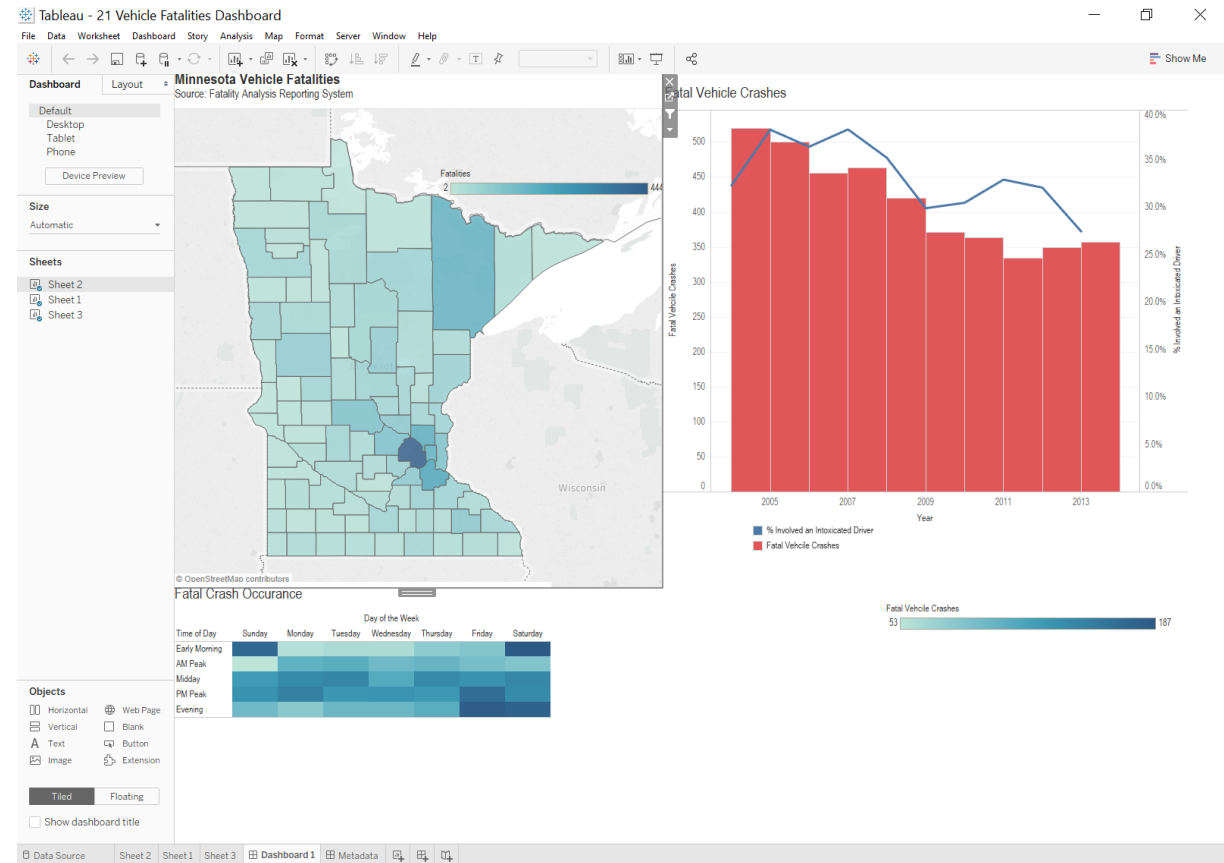 Tableau - 21 Vehicle Fatalities Dashboard
File Data Worksheet Dashboard Story Analysis Map Format Server Window Help
Show Me
Dashboard Layout
Default
Desktop
Tablet
Phone
Device Preview
Size
Automatic
Sheets
Sheet 2
Sheet 1
Sheet 3
Objects
Horizontal Web Page
Vertical Blank
Text Button
Image Extension
Tiled Floating
Show dashboard title
Minnesota Vehicle Fatalities
Source: Fatality Analysis Reporting System
Fatalities
2 444
Wisconsin
© OpenStreetMap contributors
Fatal Vehicle Crashes
500
450
400
350
300
250
200
150
100
50
0
Fatal Vehcile Crashes
40.0%
35.0%
30.0%
25.0%
20.0%
15.0%
10.0%
5.0%
0.0%
% Involved an Intoxicated Driver
2005 2007 2009 2011 2013
Year
% Involved an Intoxicated Driver
Fatal Vehcile Crashes
Fatal Crash Occurance
Day of the Week
Time of Day Sunday Monday Tuesday Wednesday Thursday Friday Saturday
Early Morning
AM Peak
Midday
PM Peak
Evening
Fatal Vehcile Crashes
53 187
Data Source Sheet 2 Sheet 1 Sheet 3 Dashboard 1 Metadata